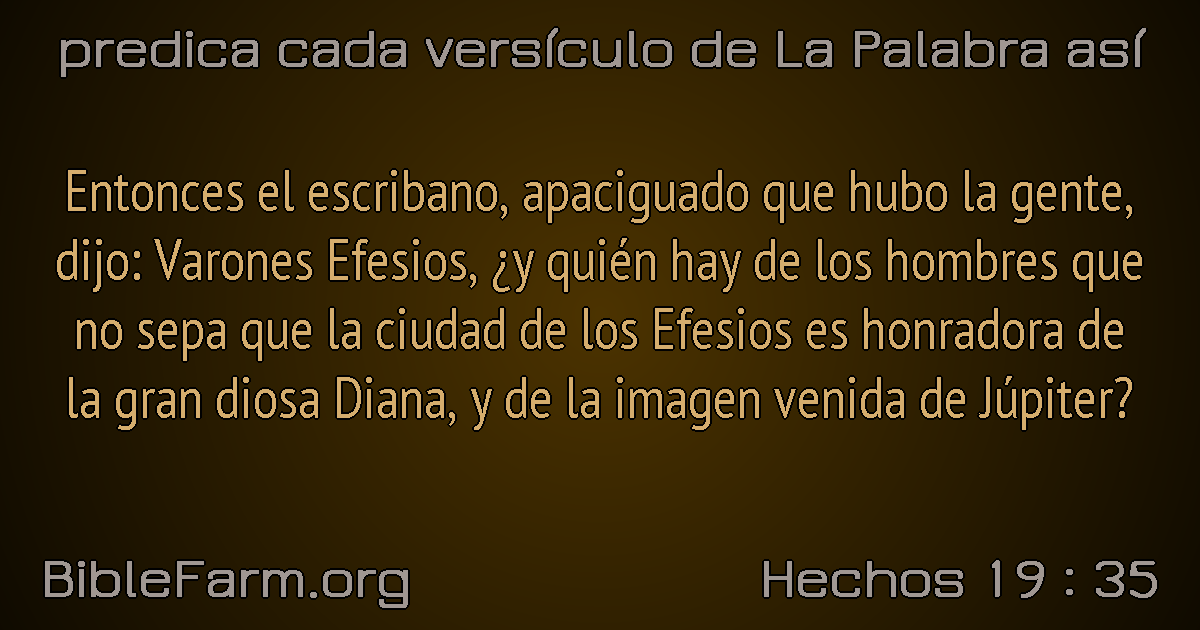 predica cada versículo de La Palabra así
Entonces el escribano, apaciguado que hubo la gente,
dijo: Varones Efesios, ¿y quién hay de los hombres que
no sepa que la ciudad de los Efesios es honradora de
la gran diosa Diana, y de la imagen venida de Júpiter?
BibleFarm.org
Hechos 19 : 35